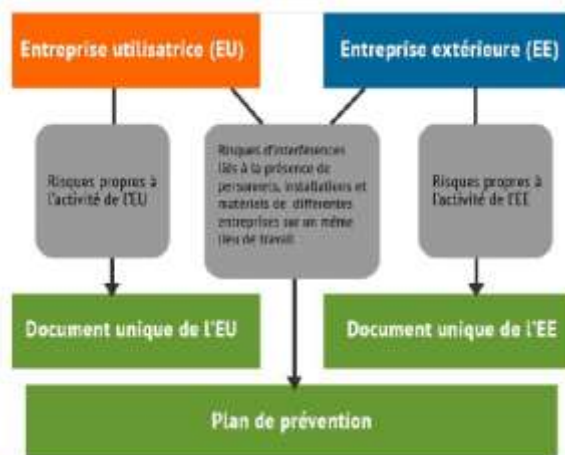 Entreprise utilisatrice (EU)
Entreprise extérieure (EE)
Risques propres à
l'activité de l'EU
Risques d'interférences
liés à la présence de
personnels, installations et
matériels de différentes
entreprises sur un même
lieu de travail
Risques propres à
l'activité de l'EE
Document unique de l'EU
Document unique de l'EE
Plan de prévention